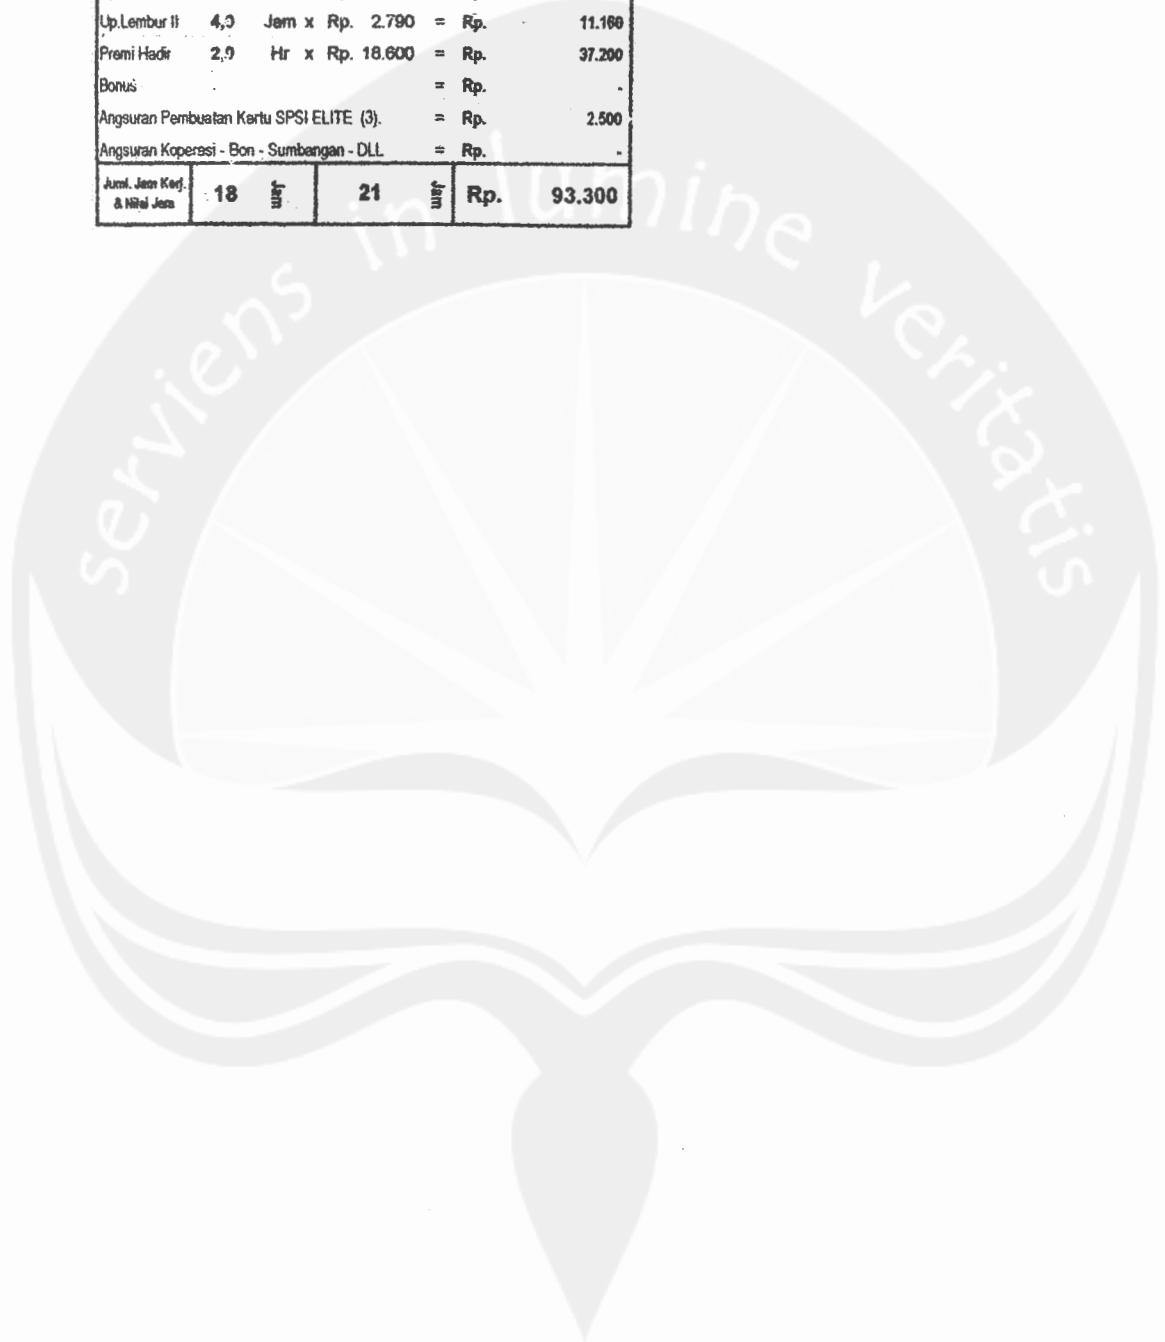 Up.Lembur II 4,0 Jam x Rp. 2.790 = Rp. 11.160
Premi Hadir 2,0 Hr x Rp. 18.600 = Rp. 37.200
Bonus = Rp. -
Angsuran Pembuatan Kartu SPSI ELITE (3). = Rp. 2.500
Angsuran Koperasi - Bon - Sumbangan - DLL = Rp. -
Juml. Jam Kerj. & Nilai Jam 18 Jam 21 Jam Rp. 93.300
serviens in lumine veritatis